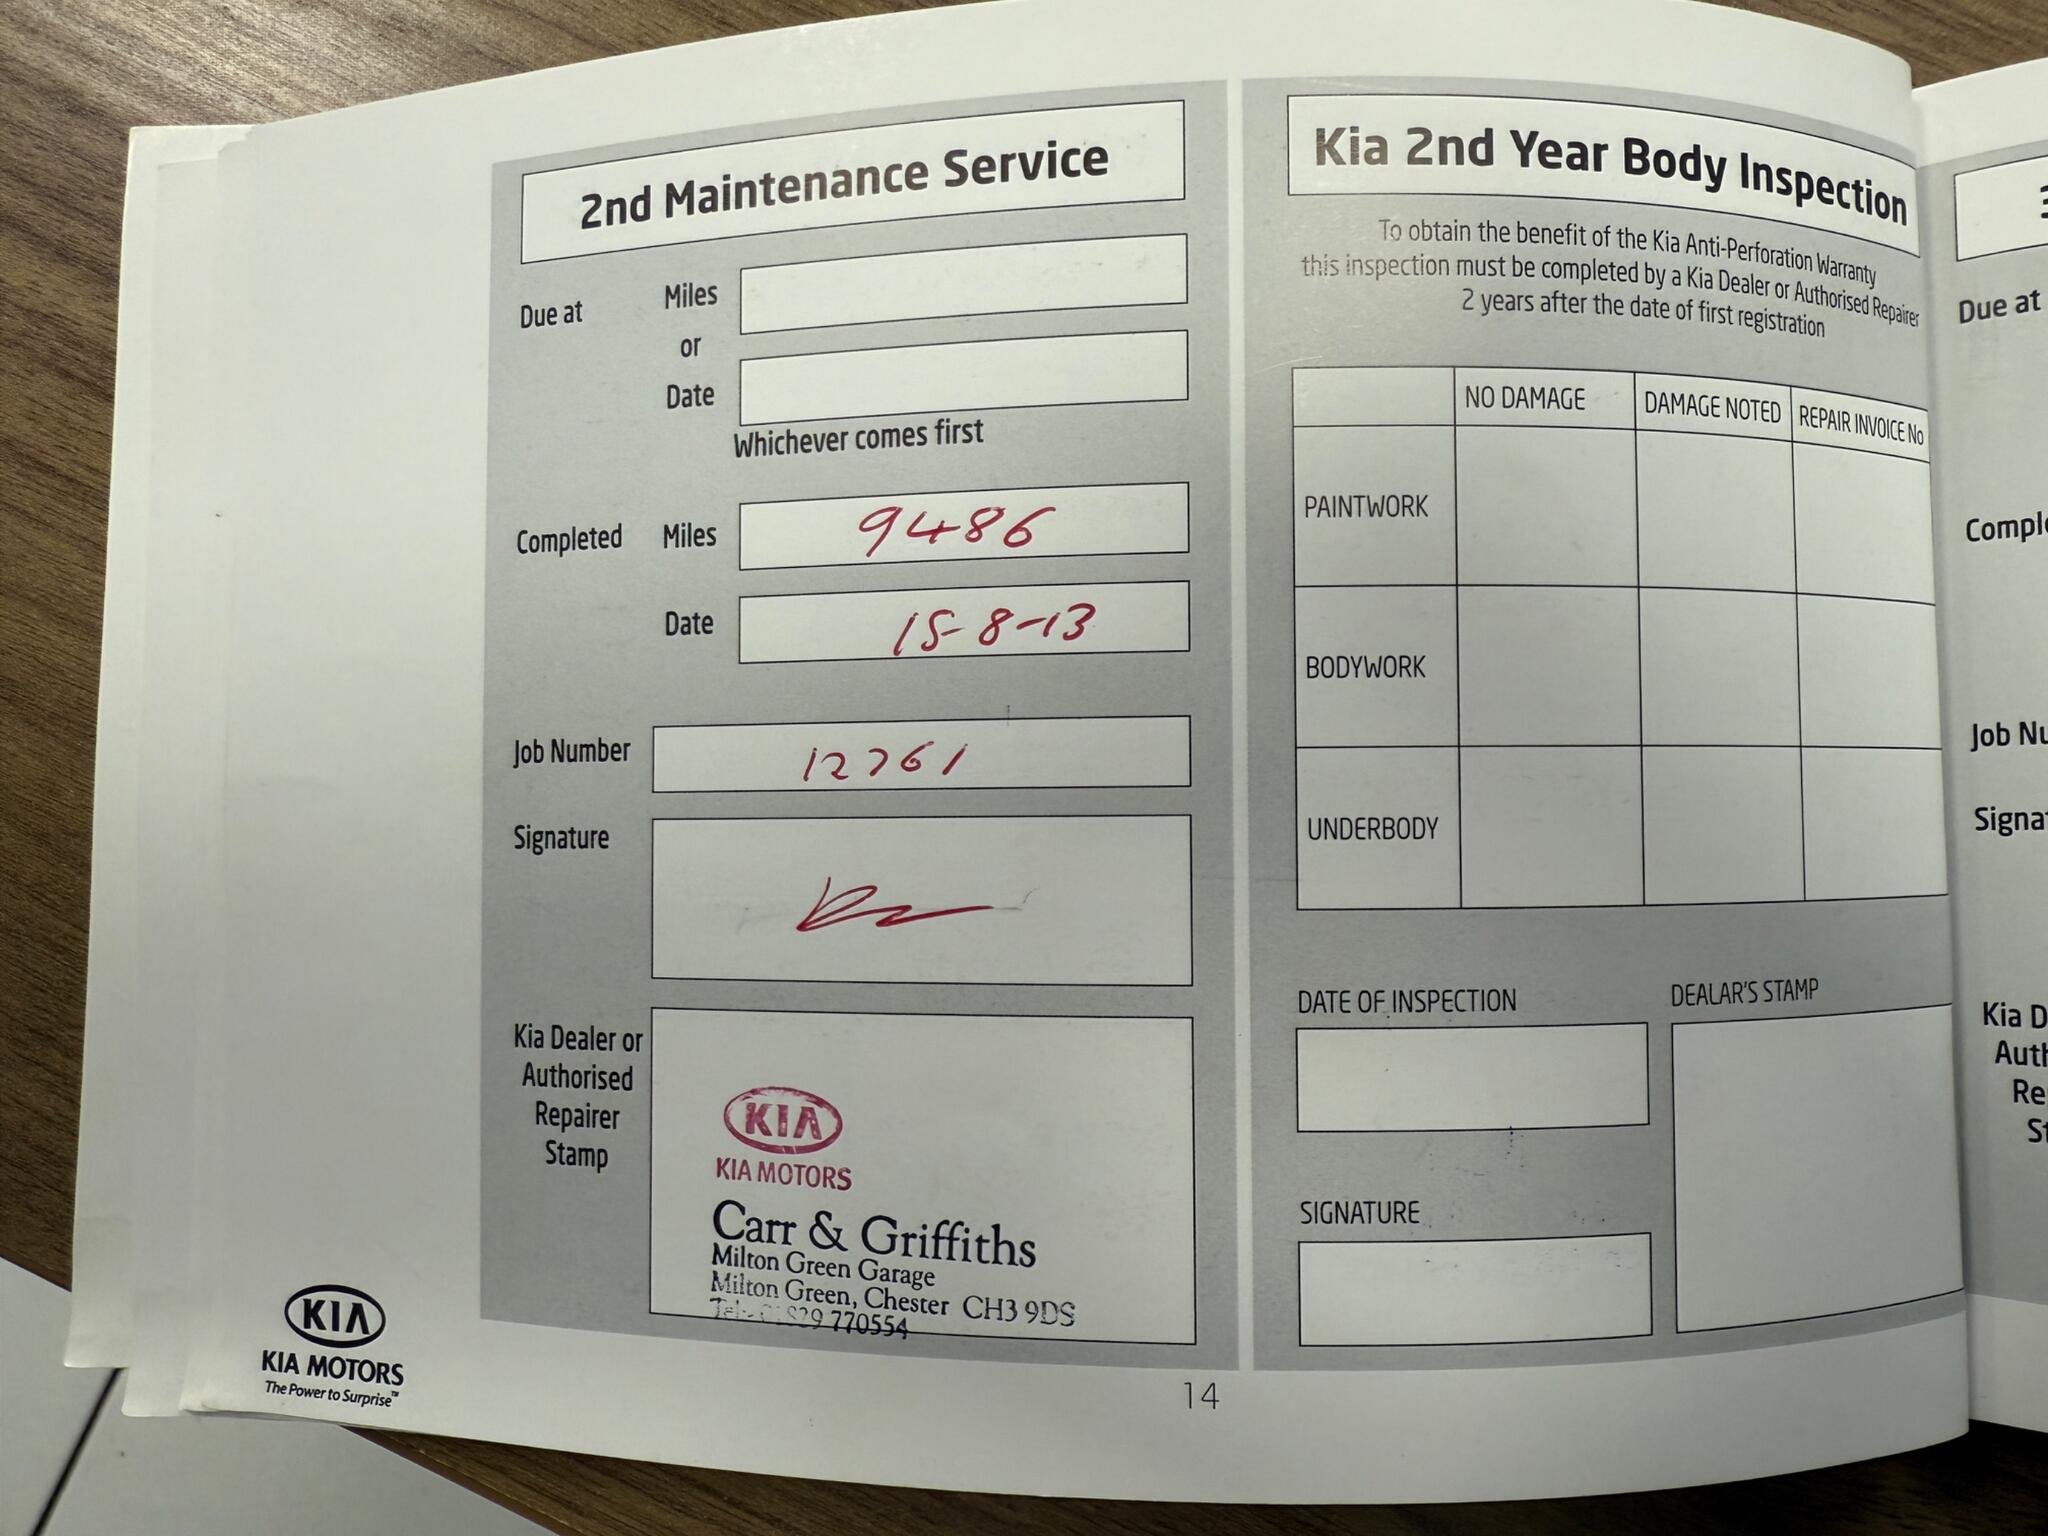 2nd Maintenance Service
Due at Miles
or
Date
Whichever comes first
Completed Miles 9486
Date 15-8-13
Job Number 12761
Signature
Kia Dealer or
Authorised
Repairer
Stamp
KIA
KIA MOTORS
Carr & Griffiths
Milton Green Garage
Milton Green, Chester CH3 9DS
Tel:- 01829 770554
KIA
KIA MOTORS
The Power to Surprise™
Kia 2nd Year Body Inspection
To obtain the benefit of the Kia Anti-Perforation Warranty
this inspection must be completed by a Kia Dealer or Authorised Repairer
2 years after the date of first registration
NO DAMAGE DAMAGE NOTED REPAIR INVOICE No
PAINTWORK
BODYWORK
UNDERBODY
DATE OF INSPECTION
DEALAR'S STAMP
SIGNATURE
14
Due at
Job
Kia